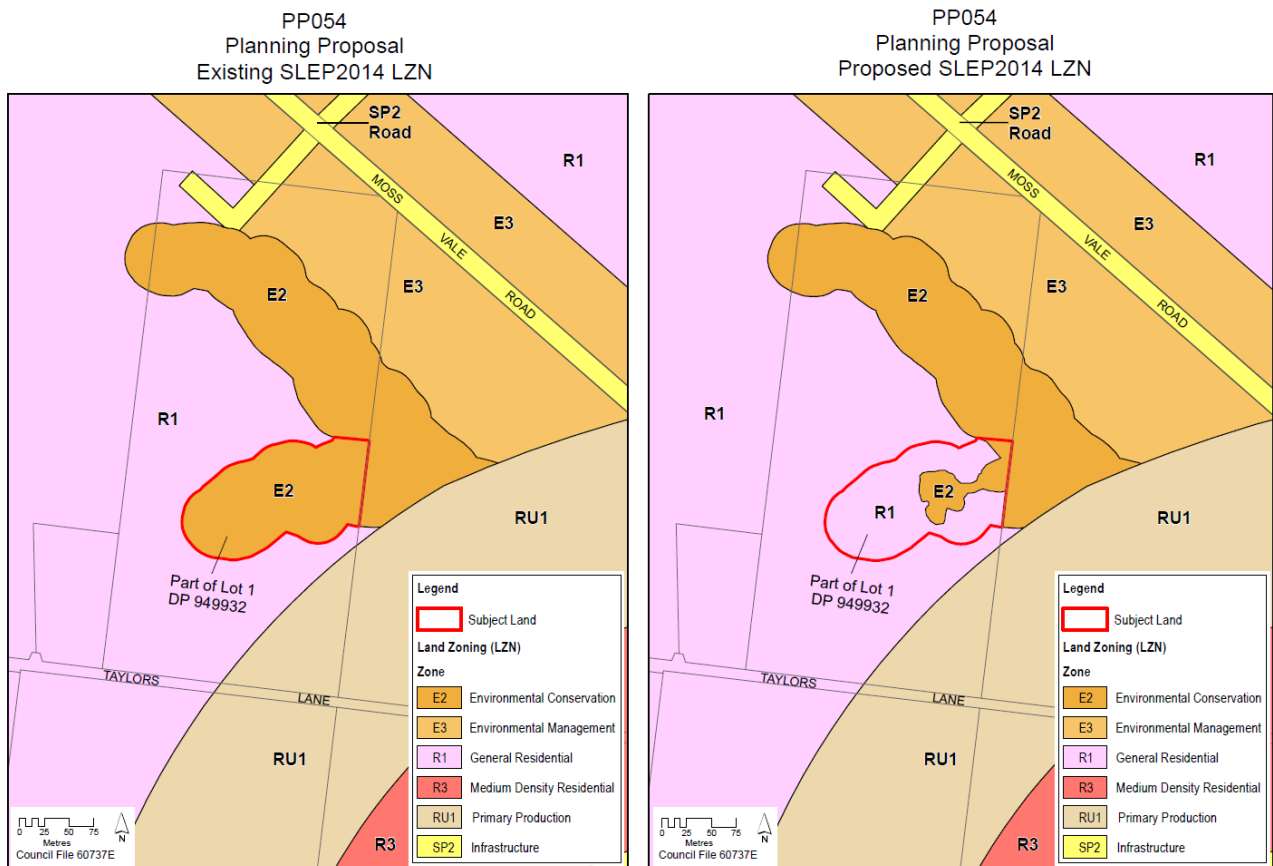 PP054
Planning Proposal
Existing SLEP2014 LZN
SP2
Road
R1
MOSS
VALE
ROAD
E3
E2
E3
R1
E2
RU1
Part of Lot 1
DP 949932
TAYLORS
LANE
RU1
R3
Legend
Subject Land
Land Zoning (LZN)
Zone
E2 Environmental Conservation
E3 Environmental Management
R1 General Residential
R3 Medium Density Residential
RU1 Primary Production
SP2 Infrastructure
0 25 50 75
Metres
N
Council File 60737E
PP054
Planning Proposal
Proposed SLEP2014 LZN
SP2
Road
R1
MOSS
VALE
ROAD
E3
E2
E3
R1
E2
R1
RU1
Part of Lot 1
DP 949932
TAYLORS
LANE
RU1
R3
Legend
Subject Land
Land Zoning (LZN)
Zone
E2 Environmental Conservation
E3 Environmental Management
R1 General Residential
R3 Medium Density Residential
RU1 Primary Production
SP2 Infrastructure
0 25 50 75
Metres
N
Council File 60737E